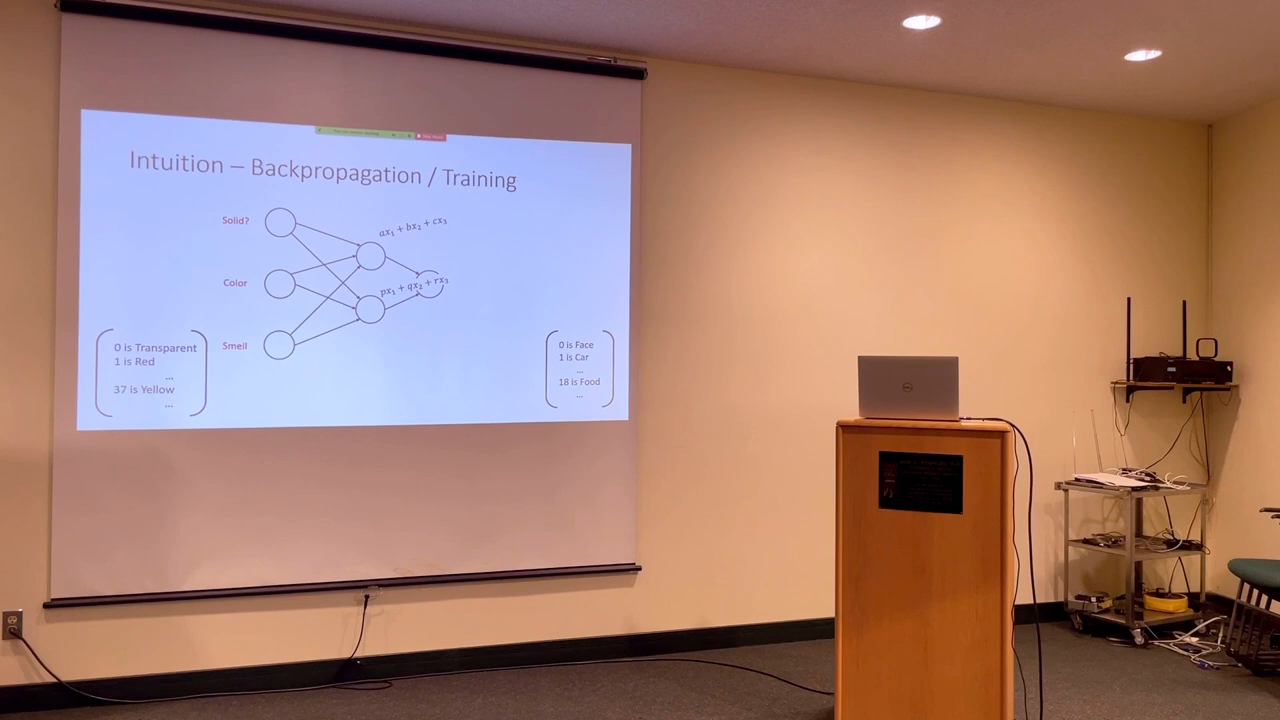 Intuition – Backpropagation / Training
Solid?
ax₁ + bx₂ + cx₃
Color
px₁ + qx₂ + rx₃
Smell
0 is Transparent
1 is Red
...
37 is Yellow
...
0 is Face
1 is Car
...
18 is Food
...
DELL